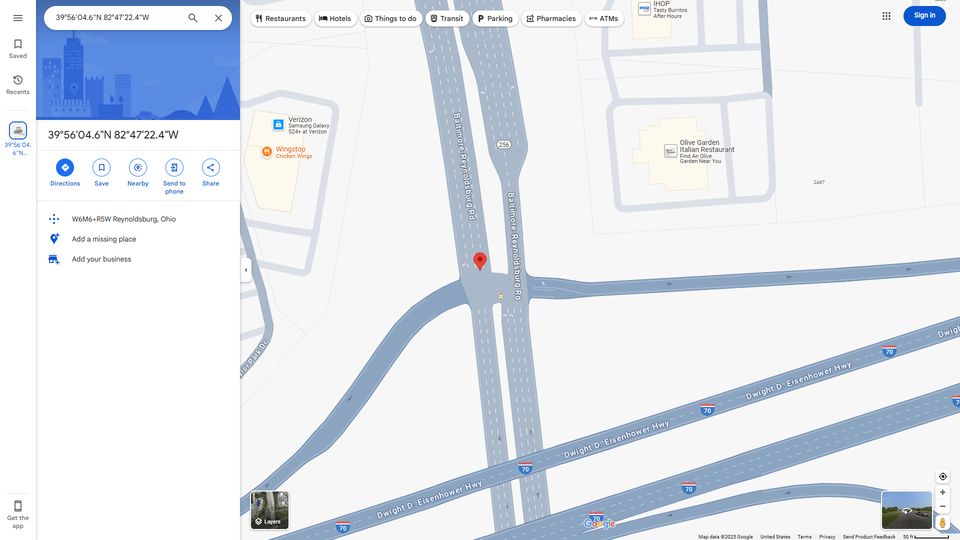 39°56'04.6"N 82°47'22.4"W
Restaurants
Hotels
Things to do
Transit
Parking
Pharmacies
ATMs
Sign in
Saved
Recents
39°56'04.
6"N...
39°56'04.6"N 82°47'22.4"W
Directions
Save
Nearby
Send to
phone
Share
W6M6+R5W Reynoldsburg, Ohio
Add a missing place
Add your business
Get the
app
IHOP
Tasty Burritos
After Hours
Verizon
Samsung Galaxy
S24+ at Verizon
Wingstop
Chicken Wings
Olive Garden
Italian Restaurant
Find An Olive
Garden Near You
2467
256
Baltimore-Reynoldsburg Rd
Baltimore-Reynoldsburg Rd
Dwight D. Eisenhower Hwy
Dwight D. Eisenhower Hwy
Dwight D. Eisenhower Hwy
70
70
70
70
70
70
Layers
Google
Map data ©2025 Google
United States
Terms
Privacy
Send Product Feedback
50 ft